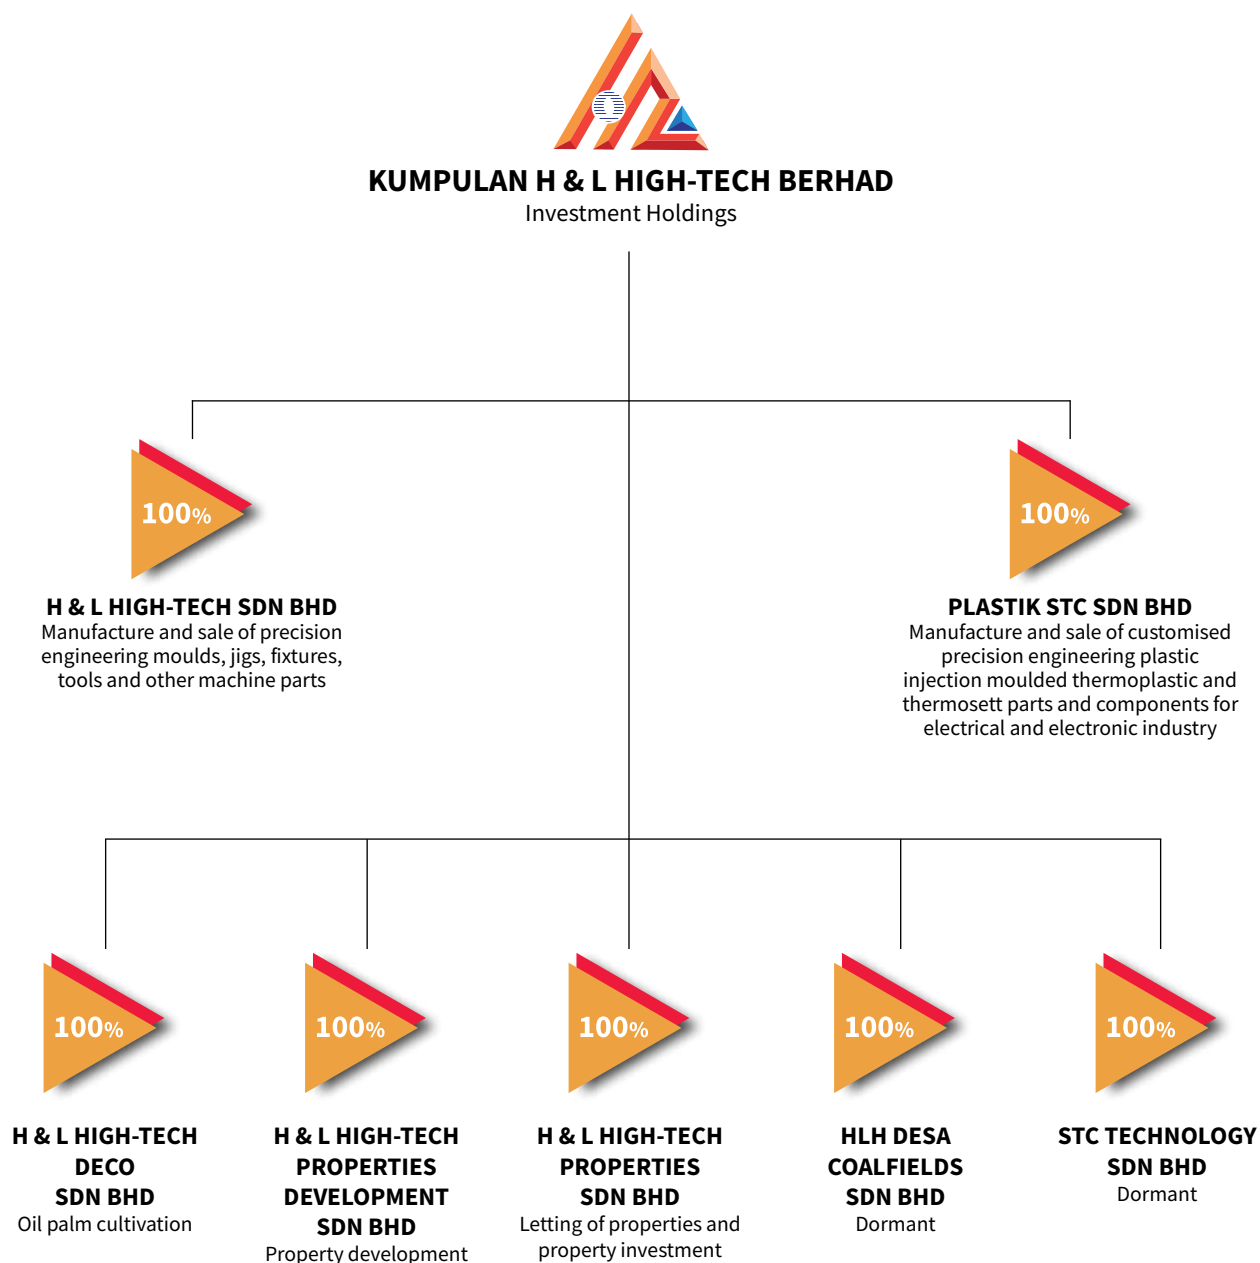 KUMPULAN H & L HIGH-TECH BERHAD
Investment Holdings
100%
H & L HIGH-TECH SDN BHD
Manufacture and sale of precision
engineering moulds, jigs, fixtures,
tools and other machine parts
100%
PLASTIK STC SDN BHD
Manufacture and sale of customised
precision engineering plastic
injection moulded thermoplastic and
thermosett parts and components for
electrical and electronic industry
100%
H & L HIGH-TECH
DECO
SDN BHD
Oil palm cultivation
100%
H & L HIGH-TECH
PROPERTIES
DEVELOPMENT
SDN BHD
Property development
100%
H & L HIGH-TECH
PROPERTIES
SDN BHD
Letting of properties and
property investment
100%
HLH DESA
COALFIELDS
SDN BHD
Dormant
100%
STC TECHNOLOGY
SDN BHD
Dormant